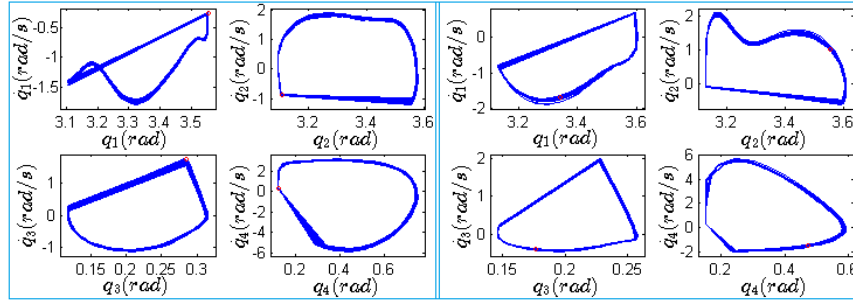 -0.5
-1
-1.5
3.1 3.2 3.3 3.4 3.5
q̇1(rad/s)
q1(rad)
2
1
0
-1
3.2 3.4 3.6
q̇2(rad/s)
q2(rad)
0
-1
-2
3.2 3.4 3.6
q̇1(rad/s)
q1(rad)
2
1
0
3.2 3.4 3.6
q̇2(rad/s)
q2(rad)
1
0
-1
0.15 0.2 0.25 0.3
q̇3(rad/s)
q3(rad)
4
2
0
-2
-4
-6
0.2 0.4 0.6
q̇4(rad/s)
q4(rad)
2
1
0
0.15 0.2 0.25
q̇3(rad/s)
q3(rad)
6
4
2
0
-2
0.2 0.4 0.6 0.8
q̇4(rad/s)
q4(rad)